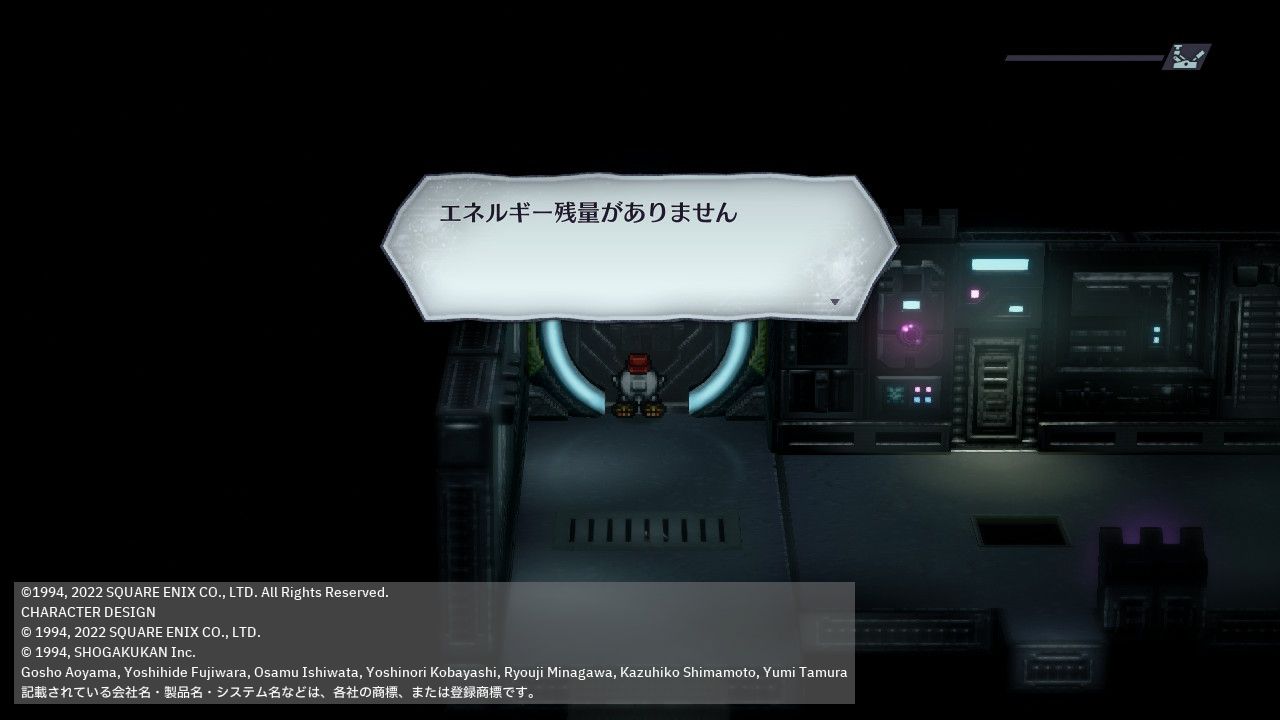 エネルギー残量がありません
©1994, 2022 SQUARE ENIX CO., LTD. All Rights Reserved.
CHARACTER DESIGN
© 1994, 2022 SQUARE ENIX CO., LTD.
© 1994, SHOGAKUKAN Inc.
Gosho Aoyama, Yoshihide Fujiwara, Osamu Ishiwata, Yoshinori Kobayashi, Ryouji Minagawa, Kazuhiko Shimamoto, Yumi Tamura
記載されている会社名・製品名・システム名などは、各社の商標、または登録商標です。